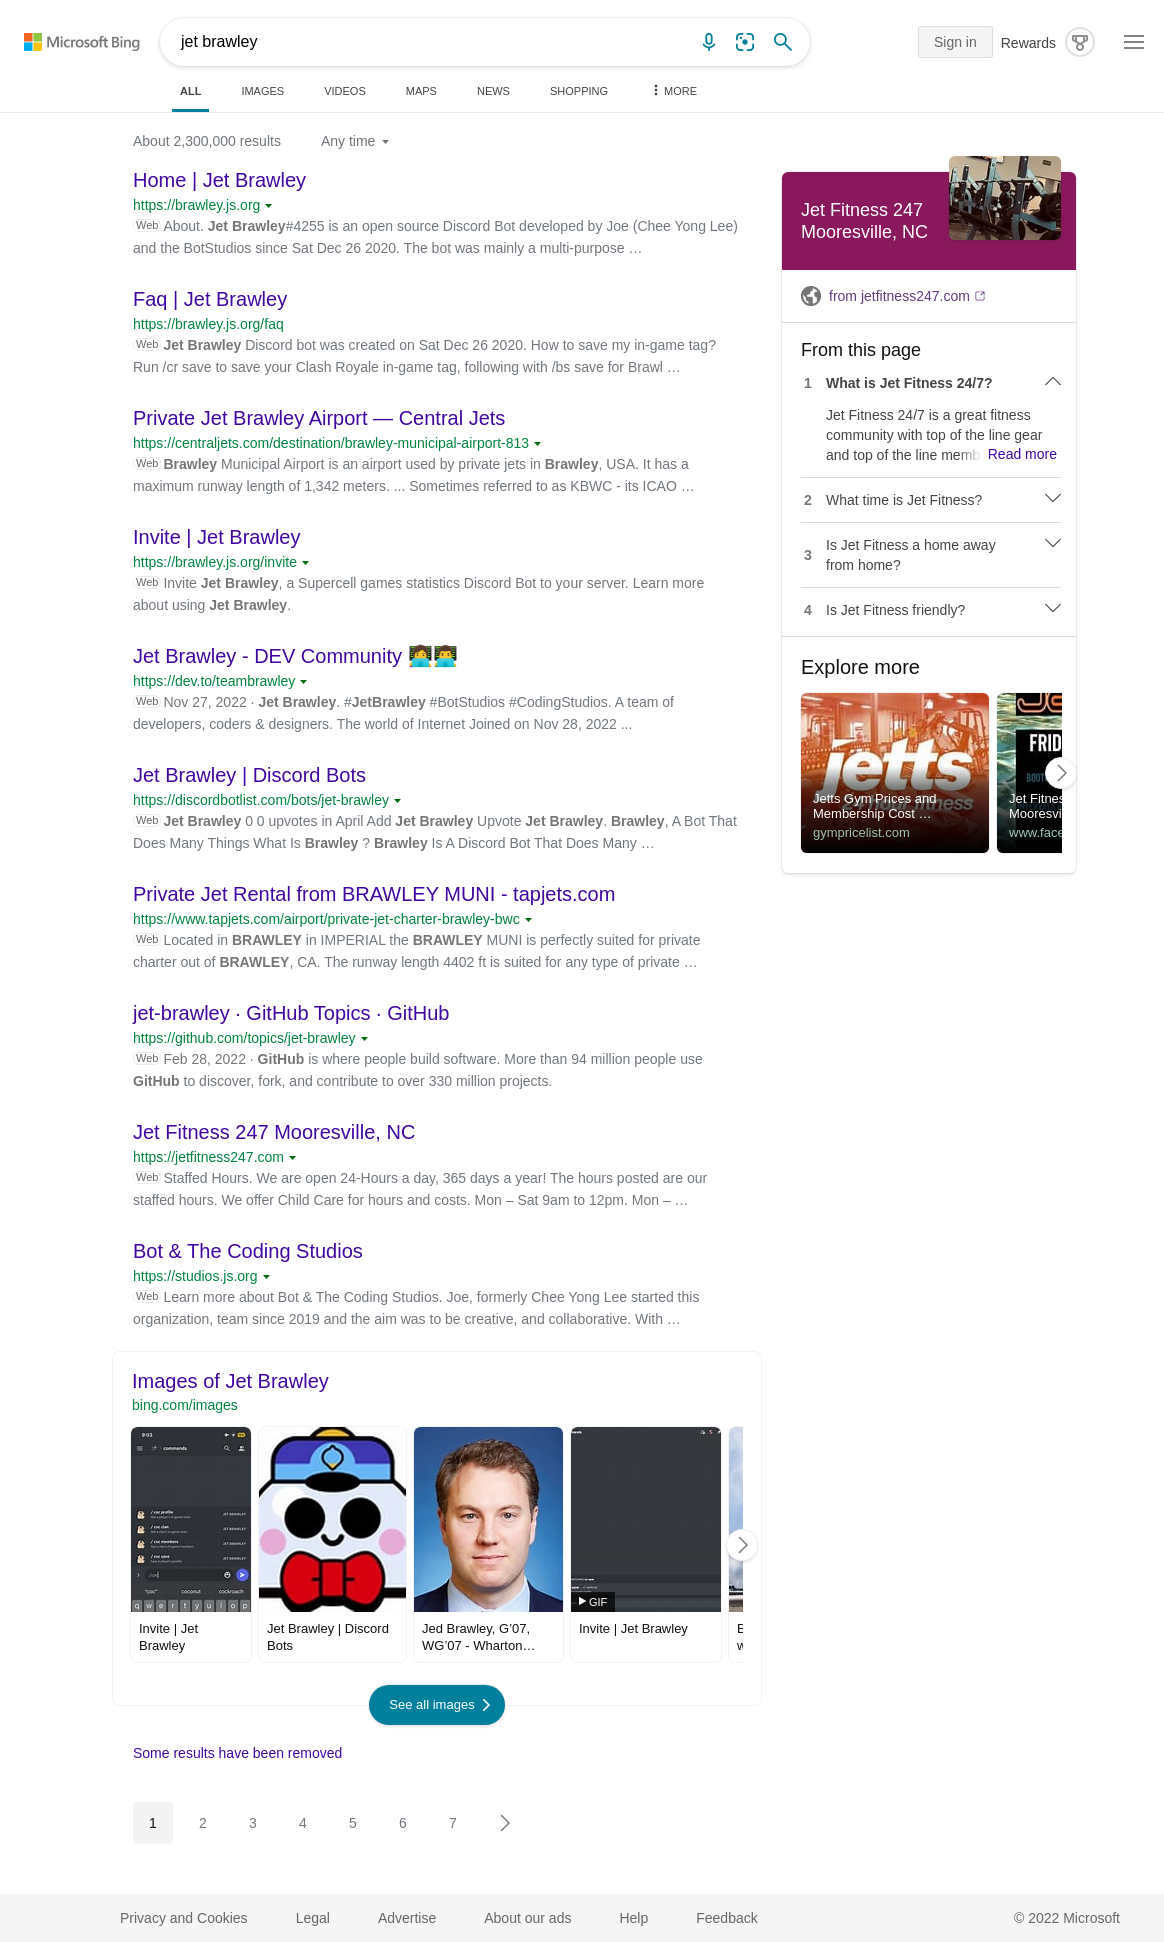 Microsoft Bing
jet brawley
Sign in
Rewards
ALL
IMAGES
VIDEOS
MAPS
NEWS
SHOPPING
MORE
About 2,300,000 results
Any time
Home | Jet Brawley
https://brawley.js.org
Web About. Jet Brawley#4255 is an open source Discord Bot developed by Joe (Chee Yong Lee)
and the BotStudios since Sat Dec 26 2020. The bot was mainly a multi-purpose …
Faq | Jet Brawley
https://brawley.js.org/faq
Web Jet Brawley Discord bot was created on Sat Dec 26 2020. How to save my in-game tag?
Run /cr save to save your Clash Royale in-game tag, following with /bs save for Brawl …
Private Jet Brawley Airport — Central Jets
https://centraljets.com/destination/brawley-municipal-airport-813
Web Brawley Municipal Airport is an airport used by private jets in Brawley, USA. It has a
maximum runway length of 1,342 meters. ... Sometimes referred to as KBWC - its ICAO …
Invite | Jet Brawley
https://brawley.js.org/invite
Web Invite Jet Brawley, a Supercell games statistics Discord Bot to your server. Learn more
about using Jet Brawley.
Jet Brawley - DEV Community 👩‍💻👨‍💻
https://dev.to/teambrawley
Web Nov 27, 2022 · Jet Brawley. #JetBrawley #BotStudios #CodingStudios. A team of
developers, coders & designers. The world of Internet Joined on Nov 28, 2022 ...
Jet Brawley | Discord Bots
https://discordbotlist.com/bots/jet-brawley
Web Jet Brawley 0 0 upvotes in April Add Jet Brawley Upvote Jet Brawley. Brawley, A Bot That
Does Many Things What Is Brawley ? Brawley Is A Discord Bot That Does Many …
Private Jet Rental from BRAWLEY MUNI - tapjets.com
https://www.tapjets.com/airport/private-jet-charter-brawley-bwc
Web Located in BRAWLEY in IMPERIAL the BRAWLEY MUNI is perfectly suited for private
charter out of BRAWLEY, CA. The runway length 4402 ft is suited for any type of private …
jet-brawley · GitHub Topics · GitHub
https://github.com/topics/jet-brawley
Web Feb 28, 2022 · GitHub is where people build software. More than 94 million people use
GitHub to discover, fork, and contribute to over 330 million projects.
Jet Fitness 247 Mooresville, NC
https://jetfitness247.com
Web Staffed Hours. We are open 24-Hours a day, 365 days a year! The hours posted are our
staffed hours. We offer Child Care for hours and costs. Mon – Sat 9am to 12pm. Mon – …
Bot & The Coding Studios
https://studios.js.org
Web Learn more about Bot & The Coding Studios. Joe, formerly Chee Yong Lee started this
organization, team since 2019 and the aim was to be creative, and collaborative. With …
Images of Jet Brawley
bing.com/images
9:03
commands
/ coc profile
JET BRAWLEY
/ coc clan
JET BRAWLEY
/ coc members
JET BRAWLEY
/ coc save
JET BRAWLEY
/coc
"coc" coconut cockroach
q w e r t y u i o p
GIF
Invite | Jet
Brawley
Jet Brawley | Discord
Bots
Jed Brawley, G'07,
WG'07 - Wharton…
Invite | Jet Brawley
See all images
Some results have been removed
1 2 3 4 5 6 7
Jet Fitness 247
Mooresville, NC
from jetfitness247.com
From this page
1 What is Jet Fitness 24/7?
Jet Fitness 24/7 is a great fitness
community with top of the line gear
and top of the line memb Read more
2 What time is Jet Fitness?
3 Is Jet Fitness a home away
from home?
4 Is Jet Fitness friendly?
Explore more
jetts
24 hour fitness
Jetts Gym Prices and
Membership Cost …
gympricelist.com
FRID
BOOT
Jet Fitnes
Mooresvi
www.face
Privacy and Cookies
Legal
Advertise
About our ads
Help
Feedback
© 2022 Microsoft